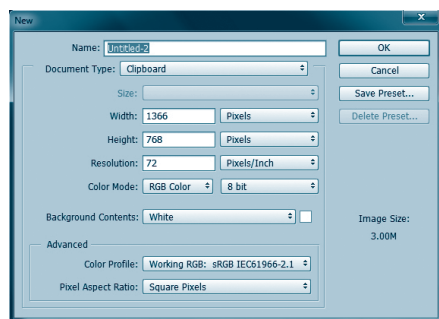 New
x
Name: Untitled-2
OK
Document Type: Clipboard
Cancel
Size:
Save Preset...
Width: 1366 Pixels
Delete Preset...
Height: 768 Pixels
Resolution: 72 Pixels/Inch
Color Mode: RGB Color 8 bit
Background Contents: White
Image Size:
3.00M
Advanced
Color Profile: Working RGB: sRGB IEC61966-2.1
Pixel Aspect Ratio: Square Pixels